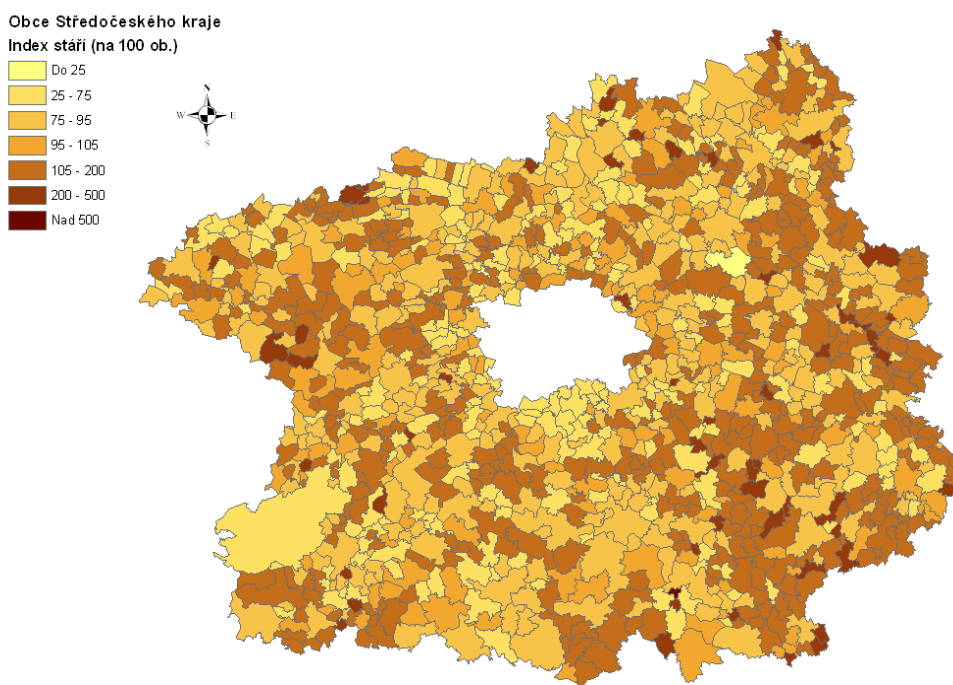 Obce Středočeského kraje
Index stáří (na 100 ob.)
Do 25
25 - 75
75 - 95
95 - 105
105 - 200
200 - 500
Nad 500
N
W E
S